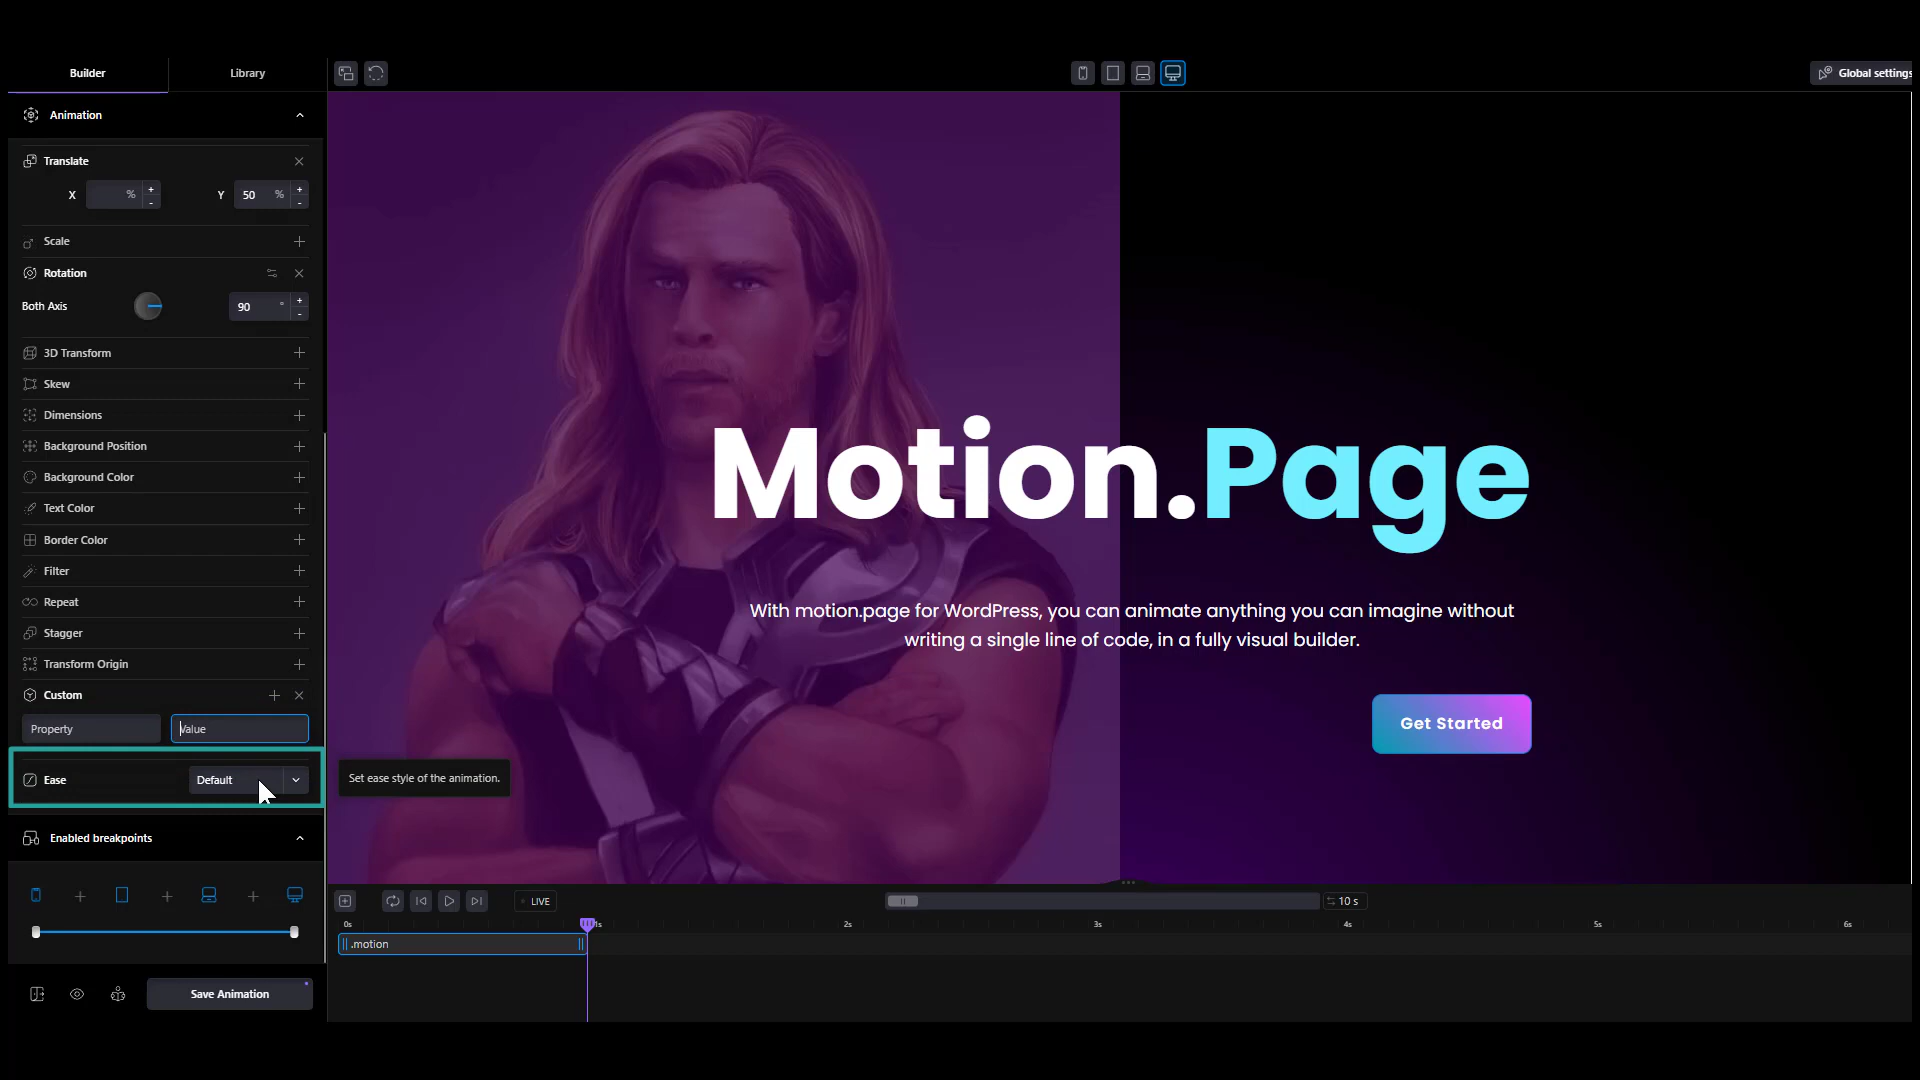 Builder
Library
Global settings
Animation
Translate
X % + -
Y 50 % + -
Scale
Rotation
Both Axis 90 ° + -
3D Transform
Skew
Dimensions
Background Position
Background Color
Text Color
Border Color
Filter
Repeat
Stagger
Transform Origin
Custom
Property Value
Ease Default
Set ease style of the animation.
Enabled breakpoints
Save Animation
Motion.Page
With motion.page for WordPress, you can animate anything you can imagine without
writing a single line of code, in a fully visual builder.
Get Started
LIVE
10 s
0s 1s 2s 3s 4s 5s 6s
.motion